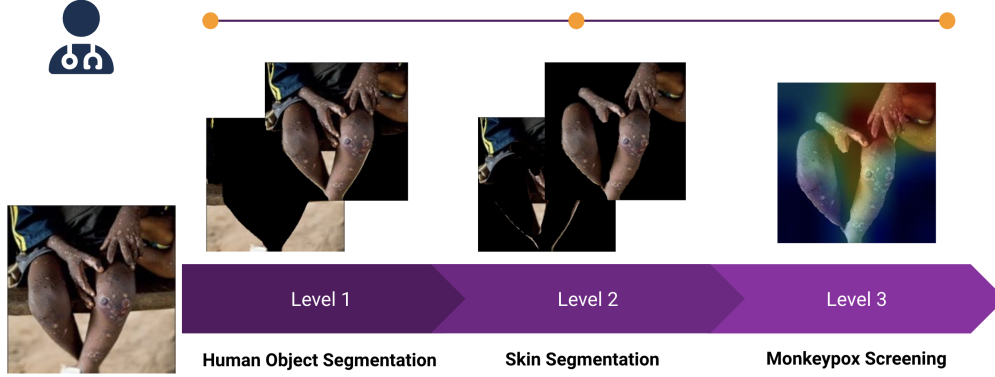 Level 1
Level 2
Level 3
Human Object Segmentation
Skin Segmentation
Monkeypox Screening